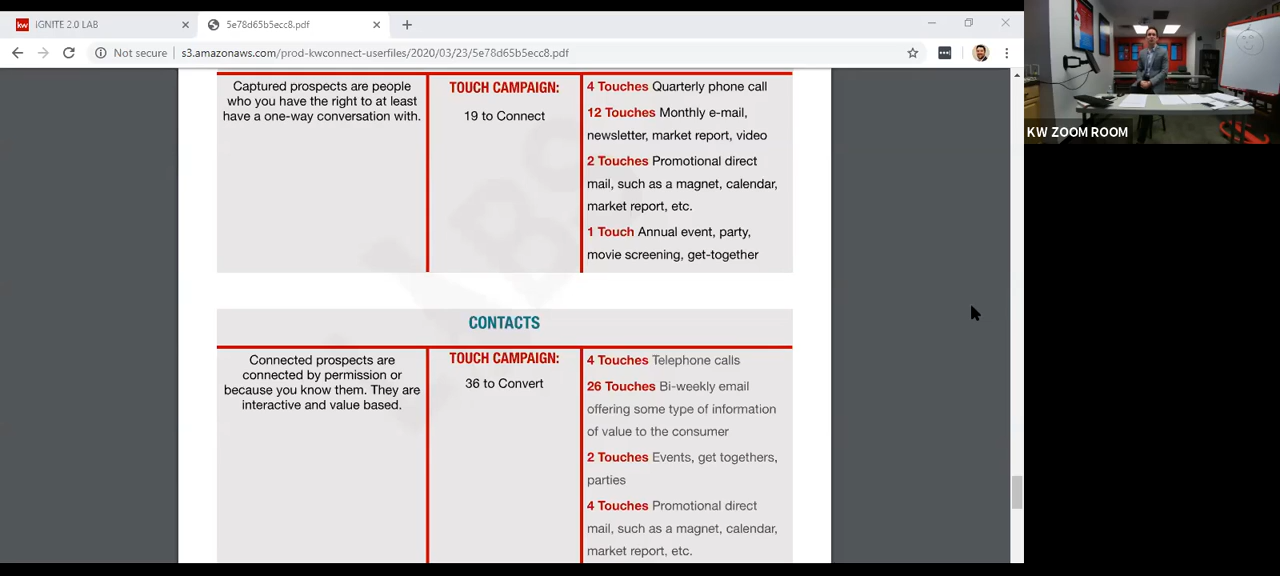 IGNITE 2.0 LAB
5e78d65b5ecc8.pdf
Not secure
s3.amazonaws.com/prod-kwconnect-userfiles/2020/03/23/5e78d65b5ecc8.pdf
Captured prospects are people
who you have the right to at least
have a one-way conversation with.
TOUCH CAMPAIGN:
19 to Connect
4 Touches Quarterly phone call
12 Touches Monthly e-mail,
newsletter, market report, video
2 Touches Promotional direct
mail, such as a magnet, calendar,
market report, etc.
1 Touch Annual event, party,
movie screening, get-together
CONTACTS
Connected prospects are
connected by permission or
because you know them. They are
interactive and value based.
TOUCH CAMPAIGN:
36 to Convert
4 Touches Telephone calls
26 Touches Bi-weekly email
offering some type of information
of value to the consumer
2 Touches Events, get togethers,
parties
4 Touches Promotional direct
mail, such as a magnet, calendar,
market report, etc.
KW ZOOM ROOM